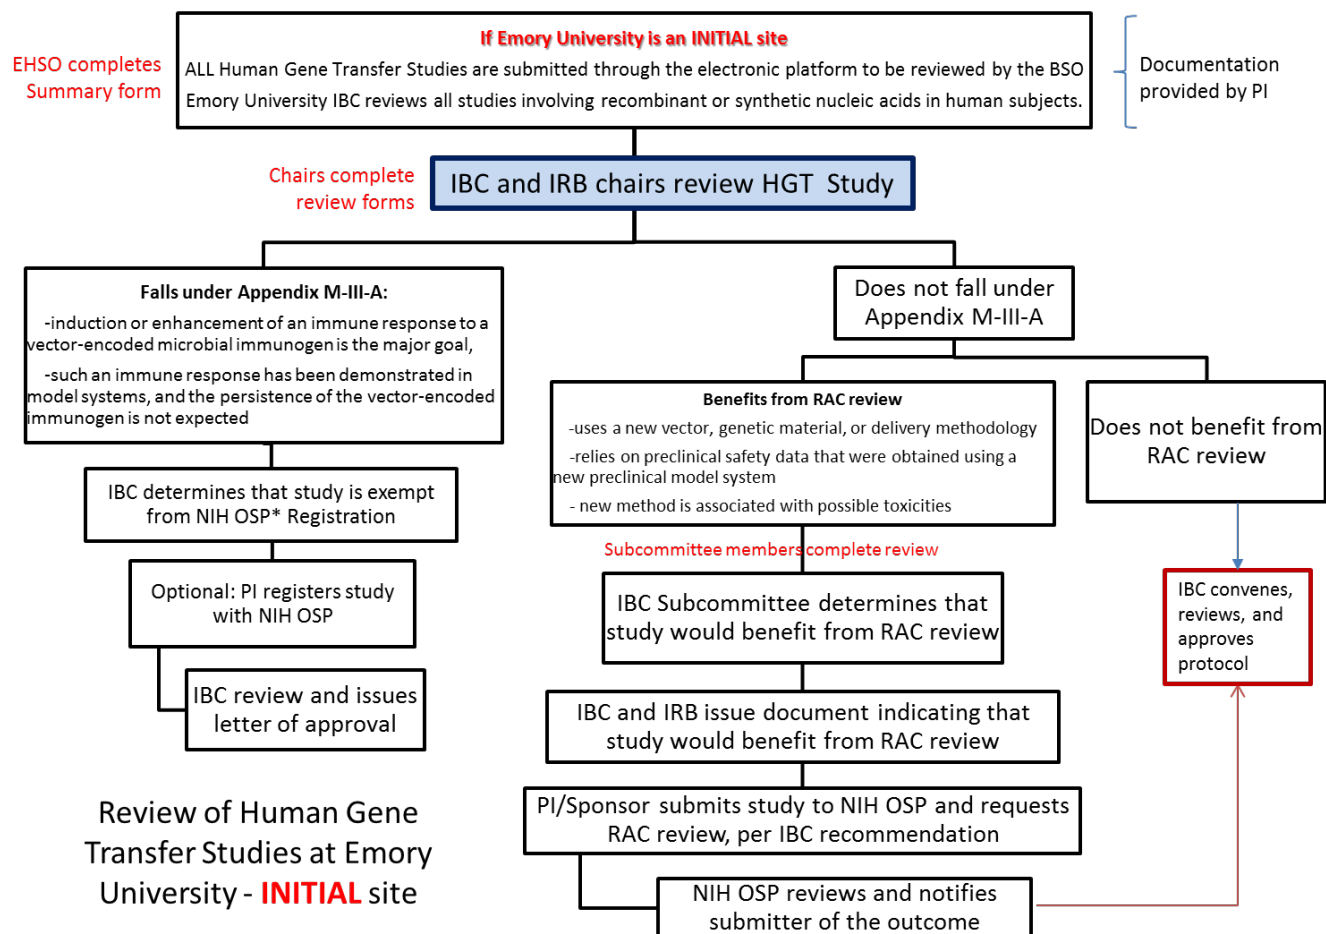 If Emory University is an INITIAL site
EHSO completes
Summary form
ALL Human Gene Transfer Studies are submitted through the electronic platform to be reviewed by the BSO
Emory University IBC reviews all studies involving recombinant or synthetic nucleic acids in human subjects.
Documentation
provided by PI
Chairs complete
review forms
IBC and IRB chairs review HGT Study
Falls under Appendix M-III-A:
-induction or enhancement of an immune response to a
vector-encoded microbial immunogen is the major goal,
-such an immune response has been demonstrated in
model systems, and the persistence of the vector-encoded
immunogen is not expected
Does not fall under
Appendix M-III-A
Benefits from RAC review
-uses a new vector, genetic material, or delivery methodology
-relies on preclinical safety data that were obtained using a
new preclinical model system
- new method is associated with possible toxicities
Does not benefit from
RAC review
IBC determines that study is exempt
from NIH OSP* Registration
Subcommittee members complete review
Optional: PI registers study
with NIH OSP
IBC Subcommittee determines that
study would benefit from RAC review
IBC convenes,
reviews, and
approves
protocol
IBC review and issues
letter of approval
IBC and IRB issue document indicating that
study would benefit from RAC review
PI/Sponsor submits study to NIH OSP and requests
RAC review, per IBC recommendation
NIH OSP reviews and notifies
submitter of the outcome
Review of Human Gene
Transfer Studies at Emory
University - INITIAL site